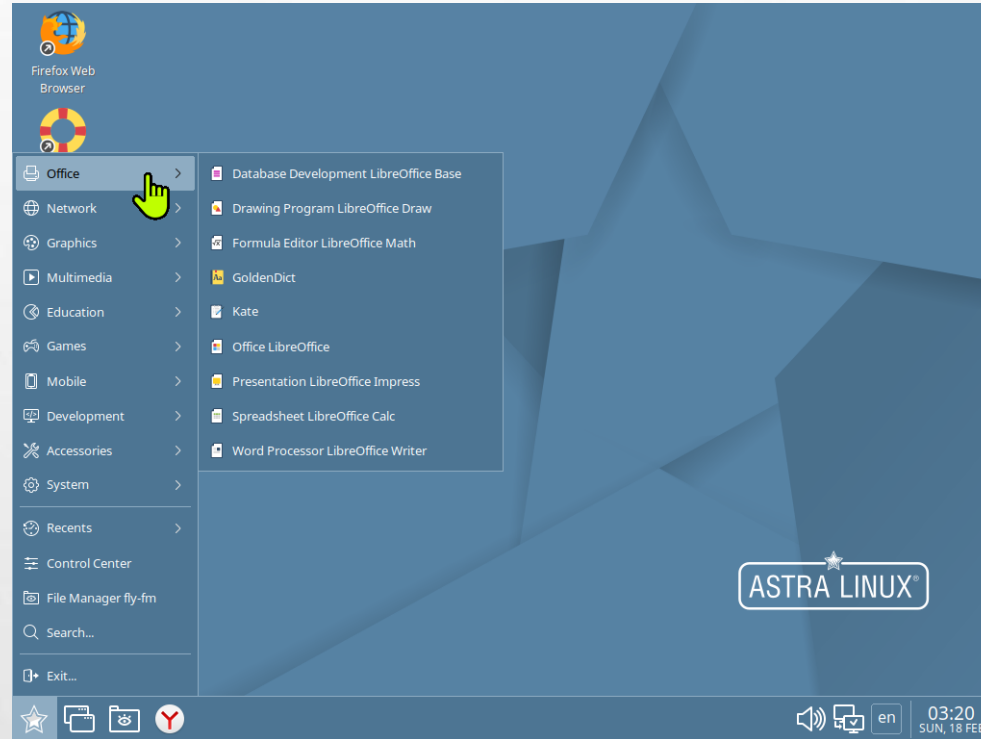 Firefox Web
Browser
Office
Network
Graphics
Multimedia
Education
Games
Mobile
Development
Accessories
System
Recents
Control Center
File Manager fly-fm
Search...
Exit...
Database Development LibreOffice Base
Drawing Program LibreOffice Draw
Formula Editor LibreOffice Math
GoldenDict
Kate
Office LibreOffice
Presentation LibreOffice Impress
Spreadsheet LibreOffice Calc
Word Processor LibreOffice Writer
ASTRA LINUX®
en
03:20
SUN, 18 FEB